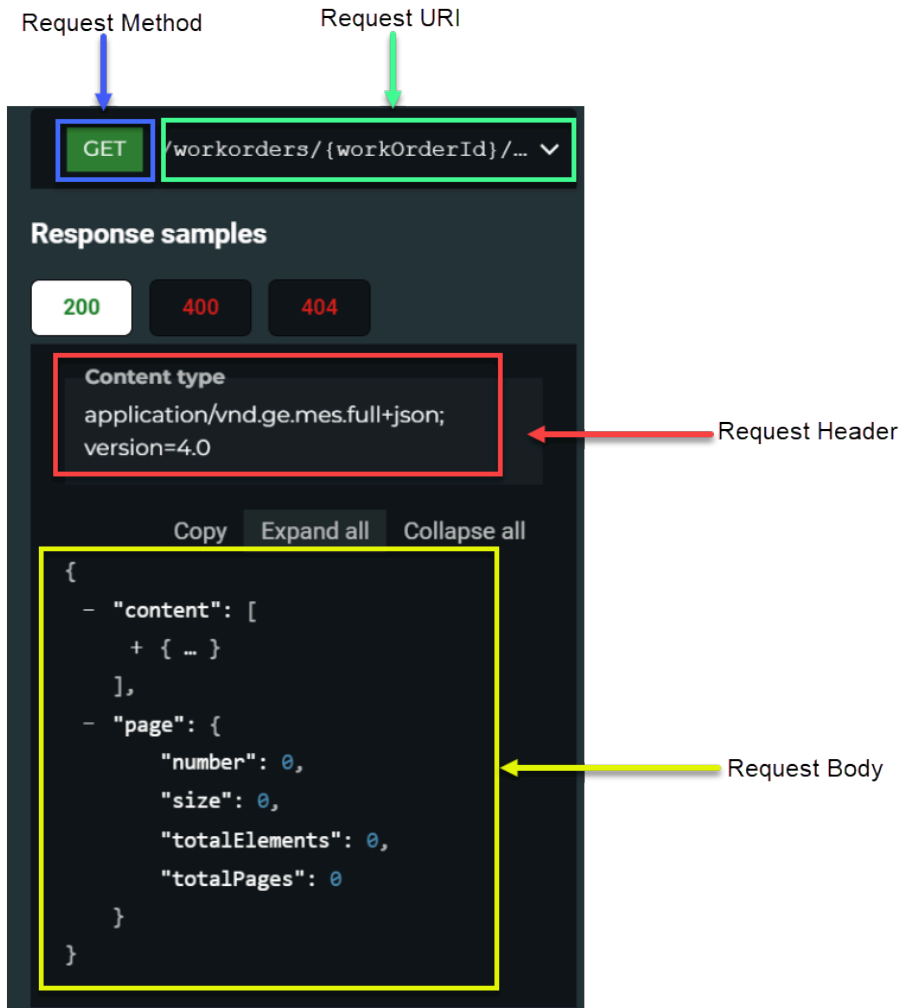 Request Method
Request URI
GET /workorders/{workOrderId}/…
Response samples
200 400 404
Content type
application/vnd.ge.mes.full+json;
version=4.0
Request Header
Copy Expand all Collapse all
{
− "content": [
+ { … }
],
− "page": {
"number": 0,
Request Body
"size": 0,
"totalElements": 0,
"totalPages": 0
}
}